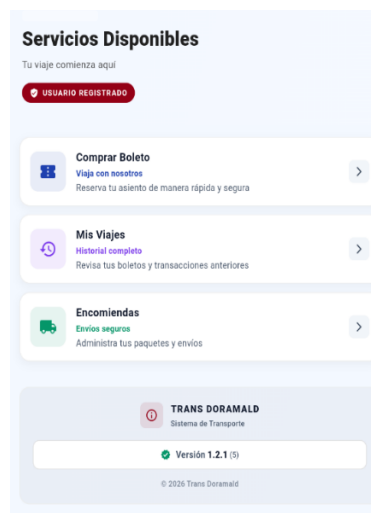 Servicios Disponibles
Tu viaje comienza aquí
USUARIO REGISTRADO
Comprar Boleto
Viaja con nosotros
Reserva tu asiento de manera rápida y segura
Mis Viajes
Historial completo
Revisa tus boletos y transacciones anteriores
Encomiendas
Envíos seguros
Administra tus paquetes y envíos
TRANS DORAMALD
Sistema de Transporte
Versión 1.2.1 (5)
© 2026 Trans Doramald